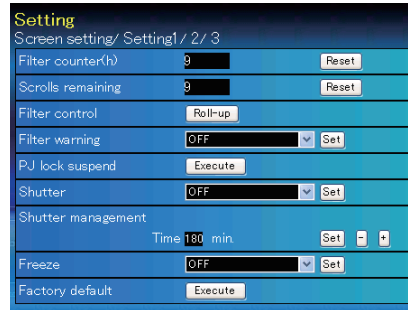 Setting
Screen setting/ Setting1/ 2/ 3
Filter counter(h) 9 Reset
Scrolls remaining 9 Reset
Filter control Roll-up
Filter warning OFF Set
PJ lock suspend Execute
Shutter OFF Set
Shutter management
Time 180 min. Set - +
Freeze OFF Set
Factory default Execute